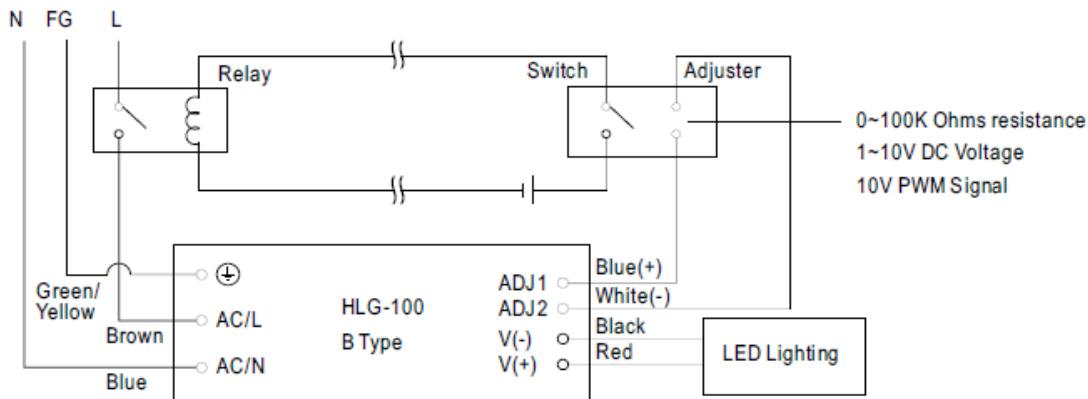 N FG L
Relay
Switch
Adjuster
0~100K Ohms resistance
1~10V DC Voltage
10V PWM Signal
Green/
Yellow
Brown
Blue
AC/L
AC/N
HLG-100
B Type
ADJ1
ADJ2
V(-)
V(+)
Blue(+)
White(-)
Black
Red
LED Lighting